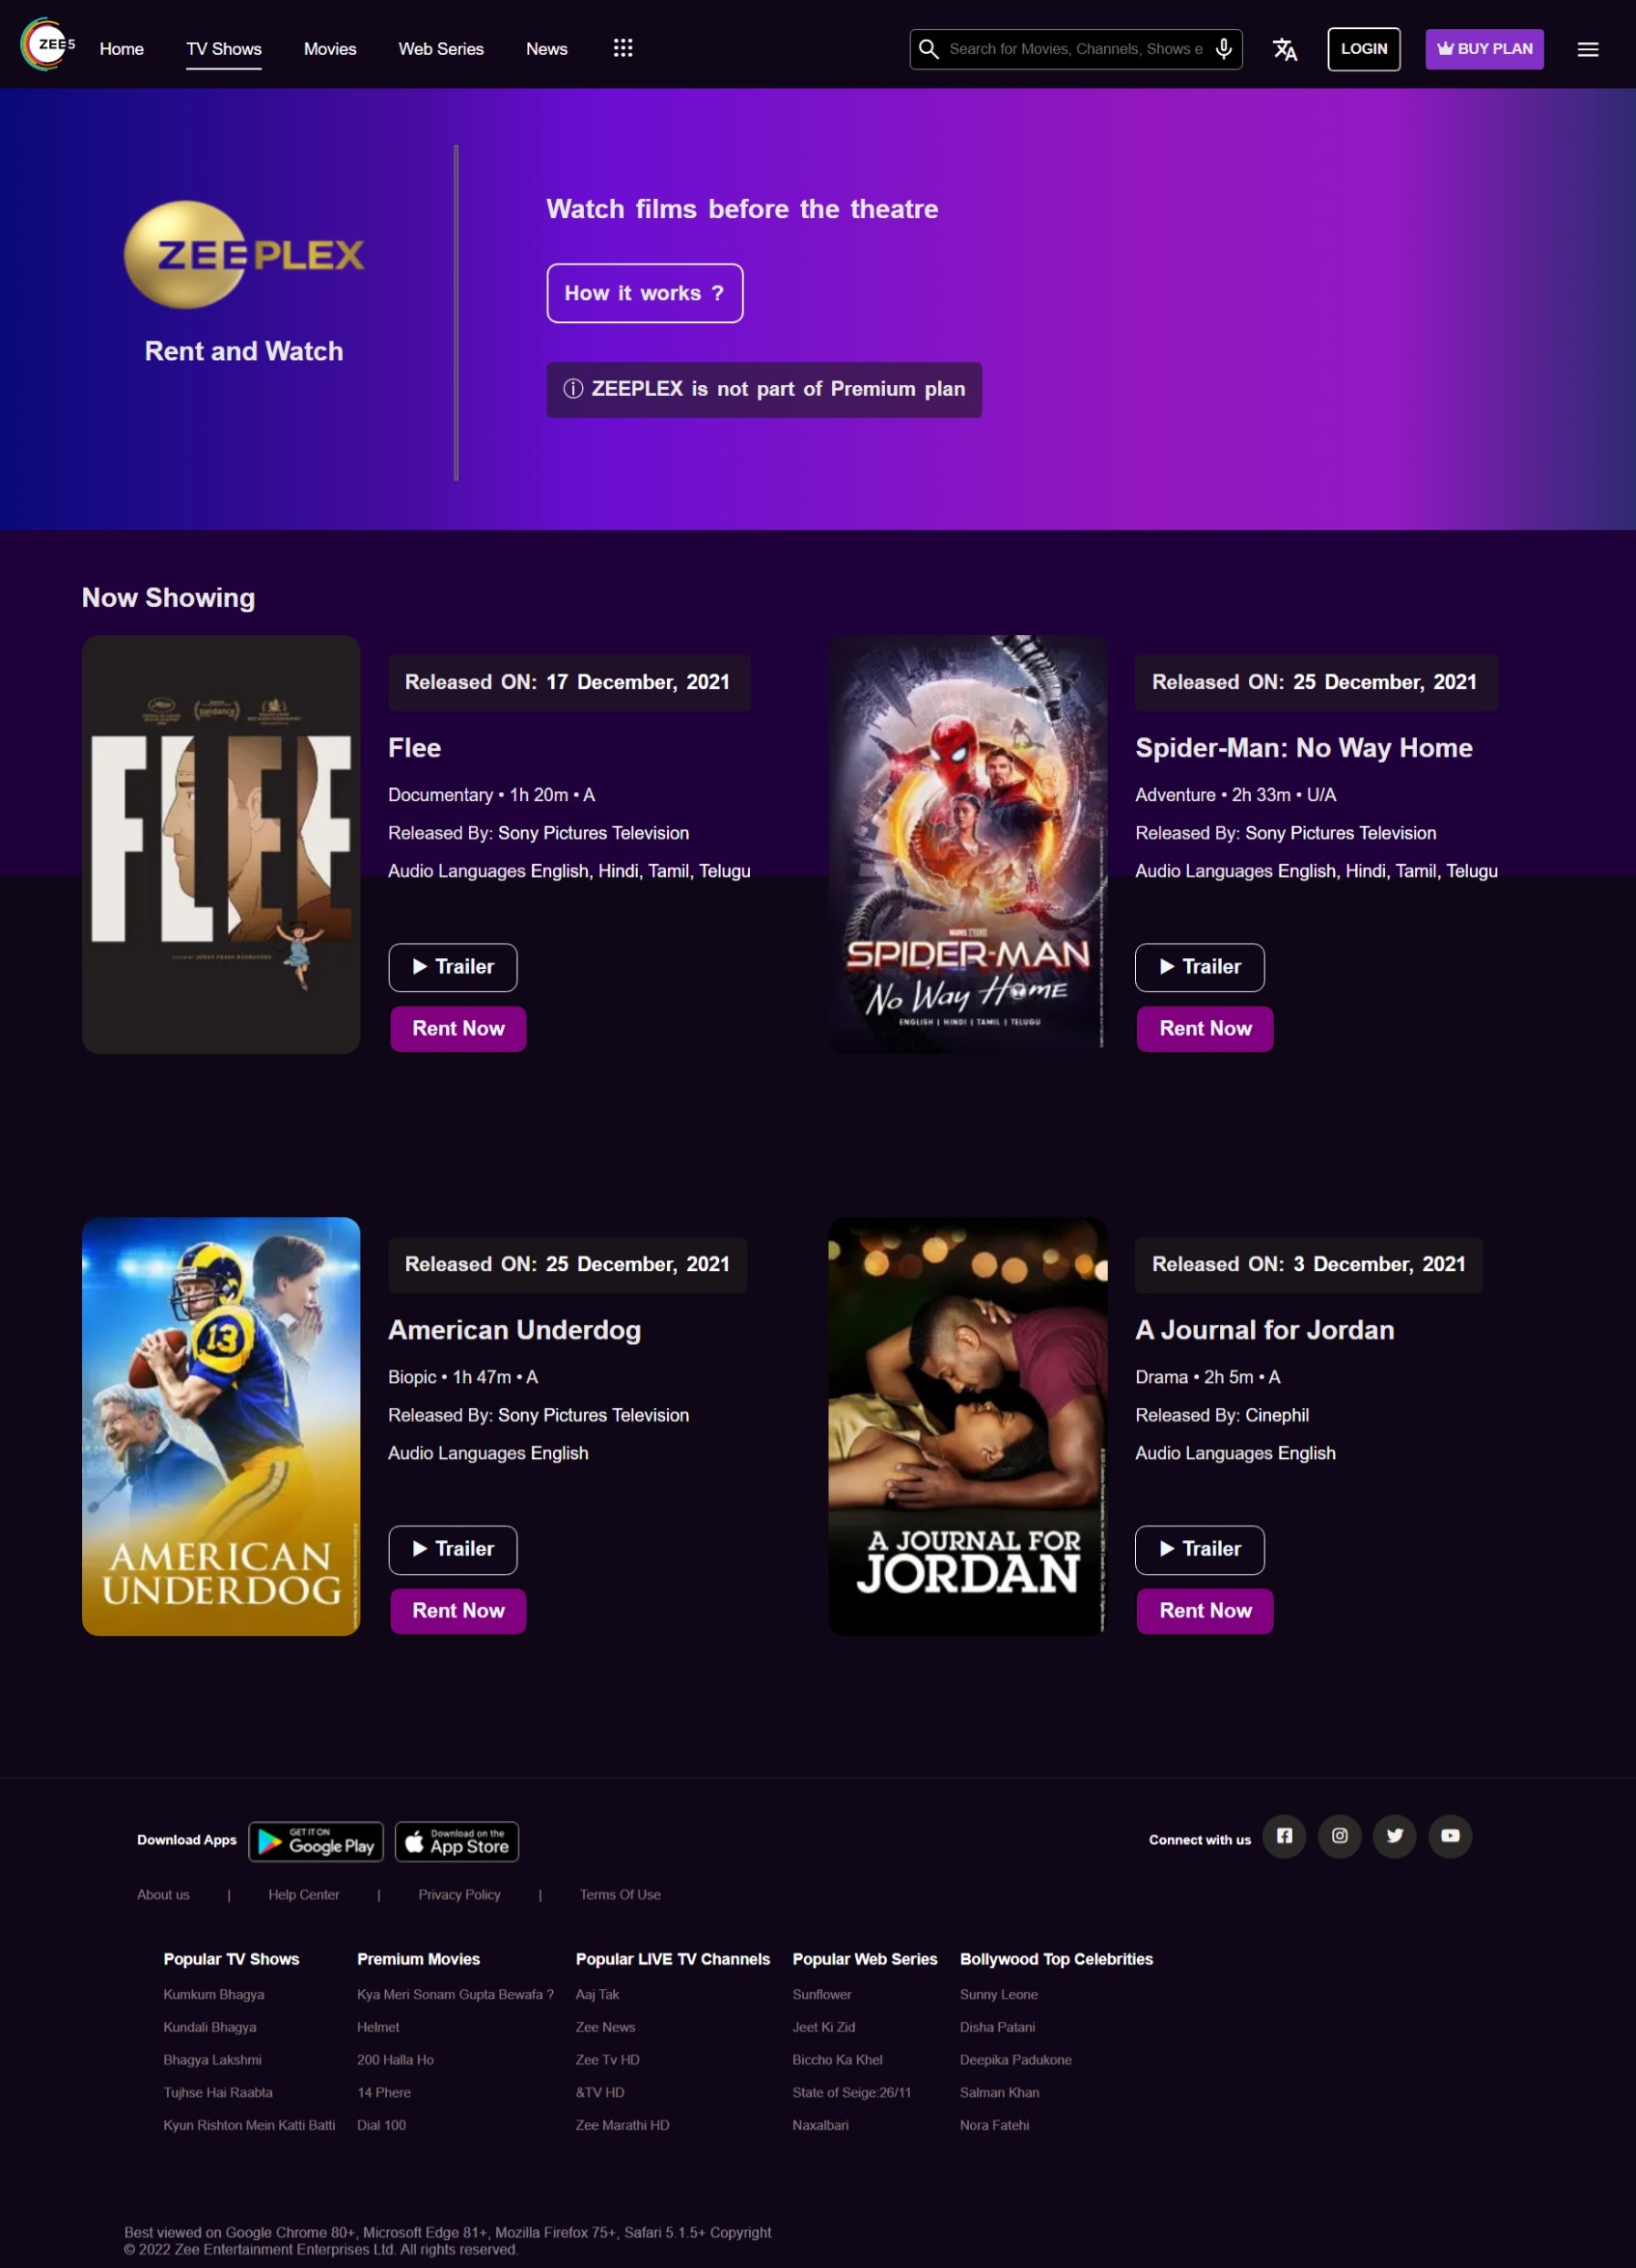 ZEE5
Home
TV Shows
Movies
Web Series
News
Search for Movies, Channels, Shows e
LOGIN
BUY PLAN
ZEEPLEX
Rent and Watch
Watch films before the theatre
How it works ?
ZEEPLEX is not part of Premium plan
Now Showing
sundance
FLEE
Released ON: 17 December, 2021
Flee
Documentary • 1h 20m • A
Released By: Sony Pictures Television
Audio Languages English, Hindi, Tamil, Telugu
Trailer
Rent Now
SPIDER-MAN
No Way Home
ENGLISH | HINDI | TAMIL | TELUGU
Released ON: 25 December, 2021
Spider-Man: No Way Home
Adventure • 2h 33m • U/A
Released By: Sony Pictures Television
Audio Languages English, Hindi, Tamil, Telugu
Trailer
Rent Now
13
AMERICAN
UNDERDOG
Released ON: 25 December, 2021
American Underdog
Biopic • 1h 47m • A
Released By: Sony Pictures Television
Audio Languages English
Trailer
Rent Now
A JOURNAL FOR
JORDAN
Released ON: 3 December, 2021
A Journal for Jordan
Drama • 2h 5m • A
Released By: Cinephil
Audio Languages English
Trailer
Rent Now
Download Apps
GET IT ON
Google Play
Download on the
App Store
Connect with us
About us | Help Center | Privacy Policy | Terms Of Use
Popular TV Shows
Kumkum Bhagya
Kundali Bhagya
Bhagya Lakshmi
Tujhse Hai Raabta
Kyun Rishton Mein Katti Batti
Premium Movies
Kya Meri Sonam Gupta Bewafa ?
Helmet
200 Halla Ho
14 Phere
Dial 100
Popular LIVE TV Channels
Aaj Tak
Zee News
Zee Tv HD
&TV HD
Zee Marathi HD
Popular Web Series
Sunflower
Jeet Ki Zid
Biccho Ka Khel
State of Seige:26/11
Naxalbari
Bollywood Top Celebrities
Sunny Leone
Disha Patani
Deepika Padukone
Salman Khan
Nora Fatehi
Best viewed on Google Chrome 80+, Microsoft Edge 81+, Mozilla Firefox 75+, Safari 5.1.5+ Copyright
© 2022 Zee Entertainment Enterprises Ltd. All rights reserved.